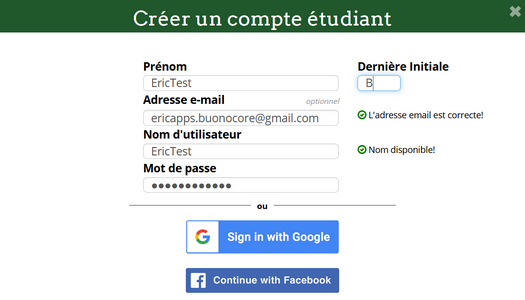 Créer un compte étudiant
Prénom Dernière Initiale
EricTest B
Adresse e-mail optionnel
ericapps.buonocore@gmail.com L'adresse email est correcte!
Nom d'utilisateur
EricTest Nom disponible!
Mot de passe
●●●●●●●●●●●●
ou
Sign in with Google
Continue with Facebook